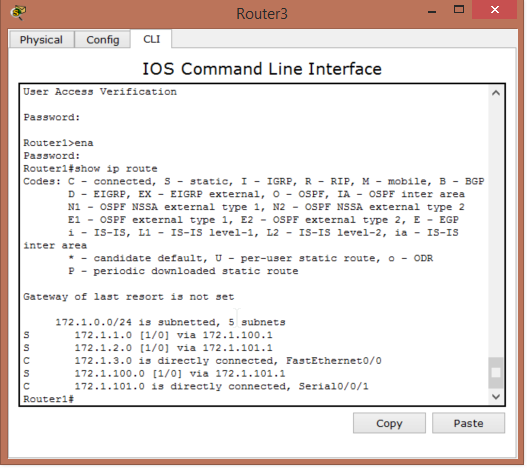 Router3
Physical Config CLI
IOS Command Line Interface
User Access Verification
Password:
Router1>ena
Password:
Router1#show ip route
Codes: C - connected, S - static, I - IGRP, R - RIP, M - mobile, B - BGP
D - EIGRP, EX - EIGRP external, O - OSPF, IA - OSPF inter area
N1 - OSPF NSSA external type 1, N2 - OSPF NSSA external type 2
E1 - OSPF external type 1, E2 - OSPF external type 2, E - EGP
i - IS-IS, L1 - IS-IS level-1, L2 - IS-IS level-2, ia - IS-IS
inter area
* - candidate default, U - per-user static route, o - ODR
P - periodic downloaded static route
Gateway of last resort is not set
172.1.0.0/24 is subnetted, 5 subnets
S 172.1.1.0 [1/0] via 172.1.100.1
S 172.1.2.0 [1/0] via 172.1.101.1
C 172.1.3.0 is directly connected, FastEthernet0/0
S 172.1.100.0 [1/0] via 172.1.101.1
C 172.1.101.0 is directly connected, Serial0/0/1
Router1#
Copy Paste